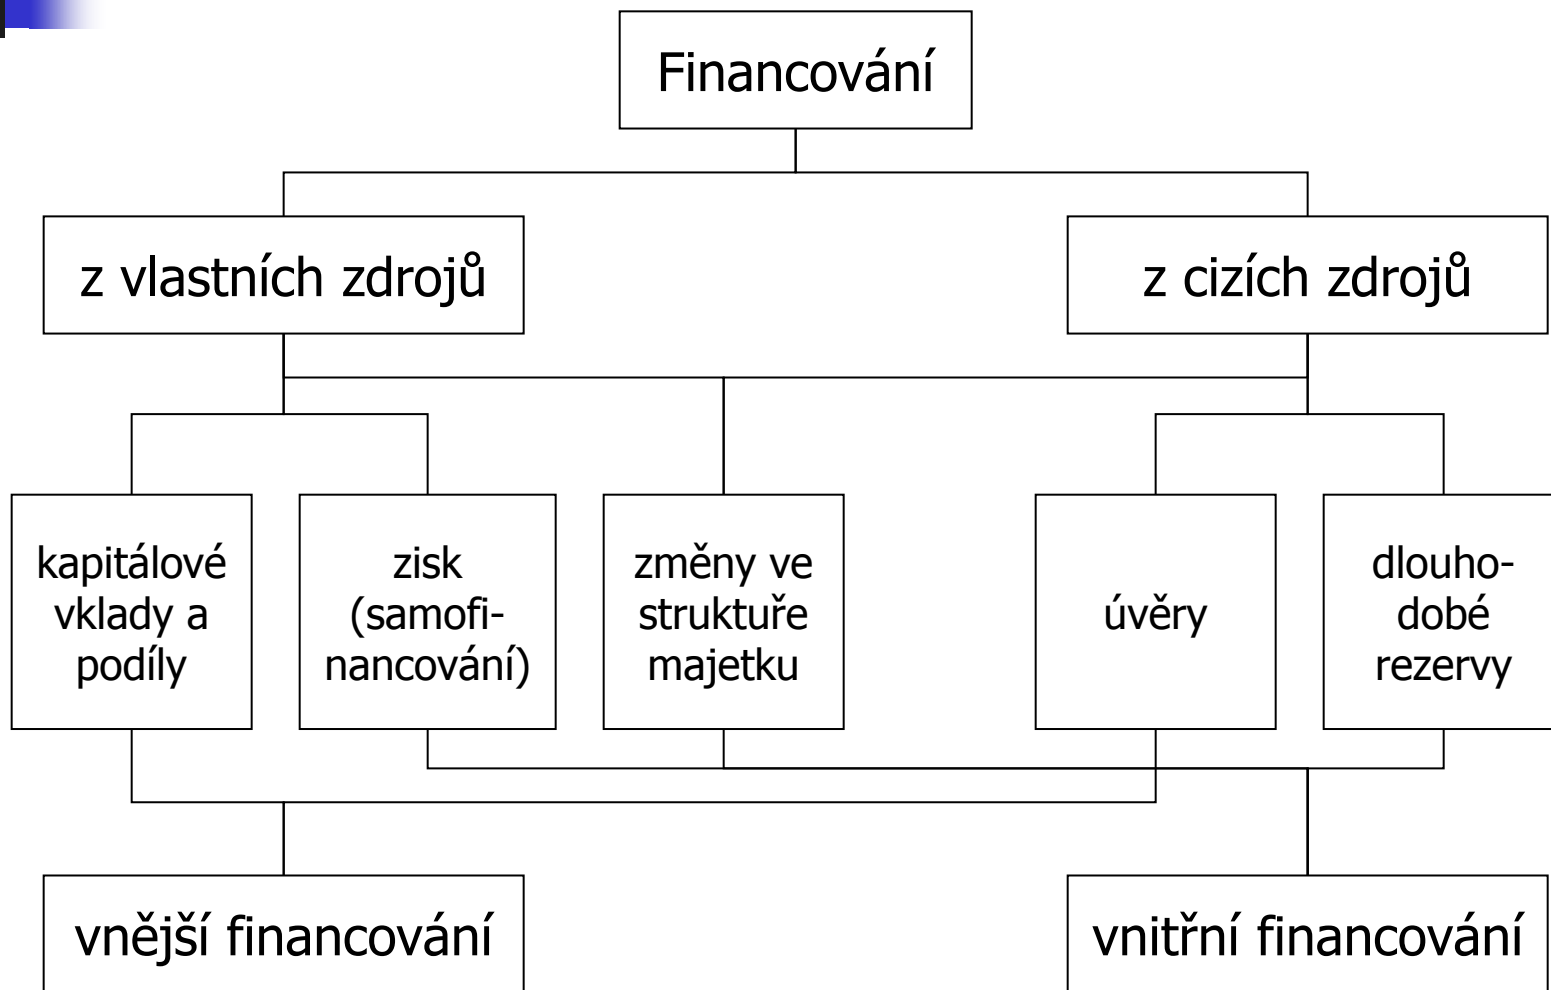 Financování
z vlastních zdrojů
z cizích zdrojů
kapitálové
vklady a
podíly
zisk
(samofi-
nancování)
změny ve
struktuře
majetku
úvěry
dlouho-
dobé
rezervy
vnější financování
vnitřní financování